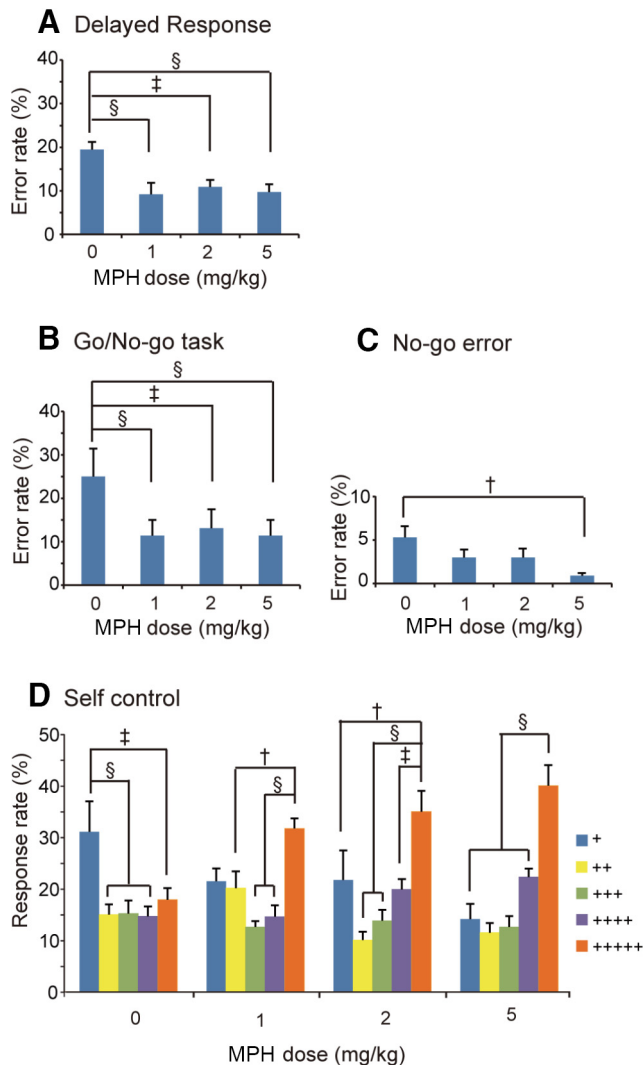 A Delayed Response
§
‡
§
40
30
20
10
0
Error rate (%)
0 1 2 5
MPH dose (mg/kg)
B Go/No-go task
§
‡
§
40
30
20
10
0
Error rate (%)
0 1 2 5
MPH dose (mg/kg)
C No-go error
†
10
5
0
Error rate (%)
0 1 2 5
MPH dose (mg/kg)
D Self control
50
40
30
20
10
0
Response rate (%)
‡
§
†
§
†
§
‡
§
+
++
+++
++++
+++++
0 1 2 5
MPH dose (mg/kg)